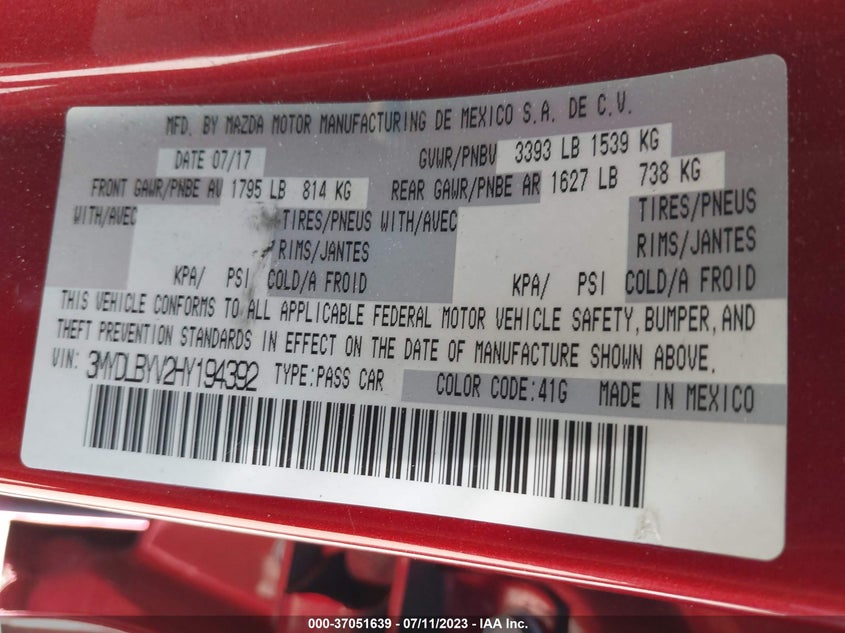 MFD. BY MAZDA MOTOR MANUFACTURING DE MEXICO S.A. DE C.V.
DATE 07/17 GVWR/PNBV 3393 LB 1539 KG
FRONT GAWR/PNBE AV 1795 LB 814 KG REAR GAWR/PNBE AR 1627 LB 738 KG
WITH/AVEC TIRES/PNEUS WITH/AVEC TIRES/PNEUS
RIMS/JANTES RIMS/JANTES
KPA/ PSI COLD/A FROID KPA/ PSI COLD/A FROID
THIS VEHICLE CONFORMS TO ALL APPLICABLE FEDERAL MOTOR VEHICLE SAFETY, BUMPER, AND
THEFT PREVENTION STANDARDS IN EFFECT ON THE DATE OF MANUFACTURE SHOWN ABOVE.
VIN: 3MYDLBYV2HY194392 TYPE:PASS CAR COLOR CODE:41G MADE IN MEXICO
A
000-37051639 / 07/11/2023 / © IAA Inc.